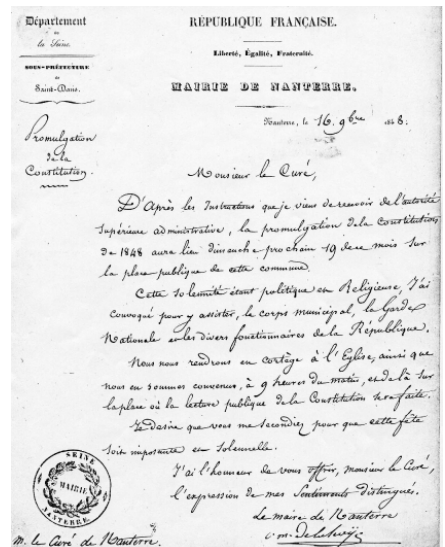 Département
de
la Seine.
SOUS-PRÉFECTURE
de
Saint-Denis.
RÉPUBLIQUE FRANÇAISE.
Liberté, Égalité, Fraternité.
MAIRIE DE NANTERRE.
Nanterre, le 16. 9bre 1848.
Promulgation
de la
Constitution.
Monsieur le Curé,
D'Après les Instructions que je viens de recevoir de l'autorité
supérieure administrative, la promulgation de la Constitution
de 1848 aura lieu dimanche prochain 19 de ce mois sur
la place publique de cette commune.
Cette solemnité étant politique et Religieuse, J'ai
convoqué pour y assister, le corps municipal, la Garde
Nationale et les divers fonctionnaires de la République.
Nous nous rendrons en cortège à l'Eglise, ainsi que
nous en sommes convenus, à 9 heures du matin, et de là sur
la place où la lecture publique de la Constitution sera faite.
Je désire que vous me secondiez pour que cette fête
soit imposante et solennelle.
J'ai l'honneur de vous offrir, monsieur le Curé,
l'expression de mes Sentiments distingués.
Le maire de Nanterre
SEINE
MAIRIE
NANTERRE
m. le Curé de Nanterre.